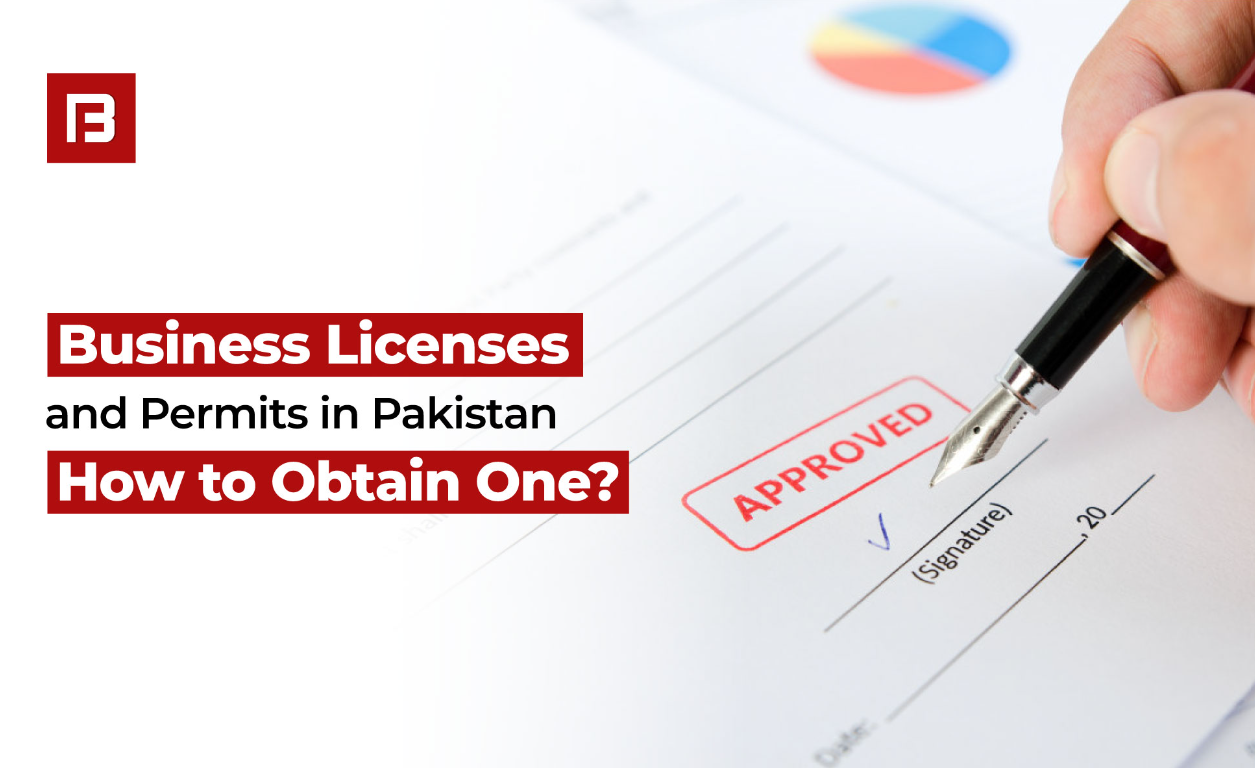 B
Business Licenses
and Permits in Pakistan
How to Obtain One?
APPROVED
(Signature)
, 20
Date: